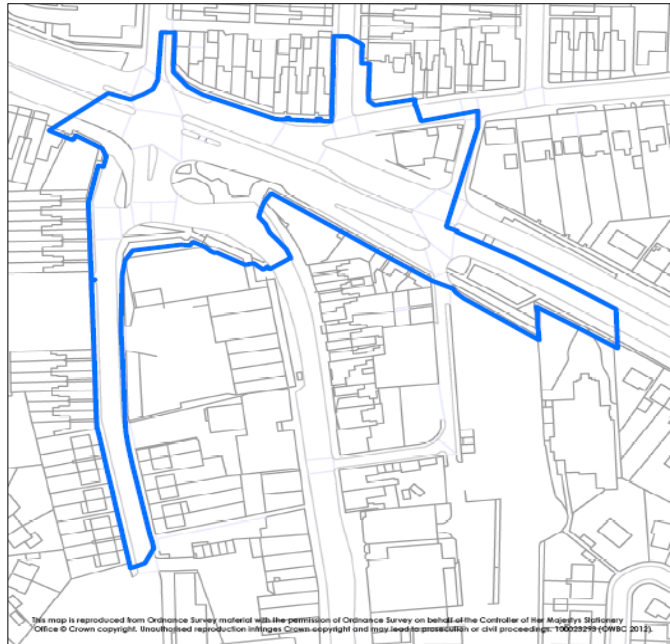 This map is reproduced from Ordnance Survey material with the permission of Ordnance Survey on behalf of the Controller of Her Majestys Stationery
Office © Crown copyright. Unauthorised reproduction infringes Crown copyright and may lead to prosecution or civil proceedings. 100023293 (OWBC 2012).